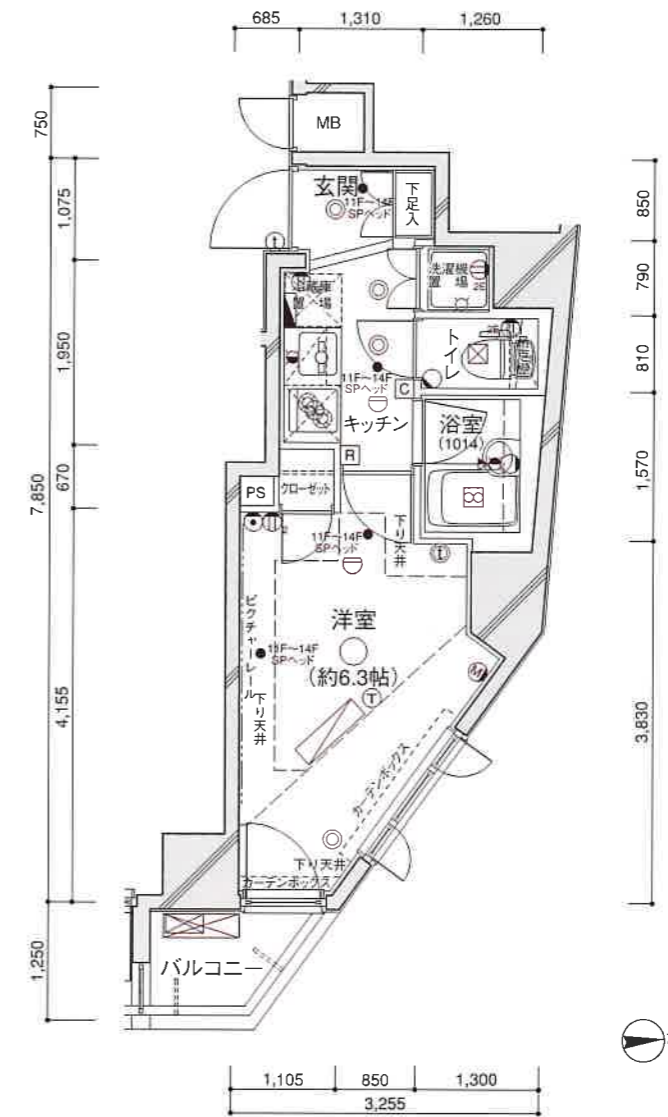 685
1,310
1,260
750
MB
1,075
850
玄関
11F〜14F
SPヘッド
下足入
t
790
洗濯機
置場
2E
冷蔵庫
置場
1,950
810
トイレ
2E
11F〜14F
SPヘッド
C
キッチン
浴室
(1014)
1,570
R
7,850
670
PS
クローゼット
2
11F〜14F
SPヘッド
下り天井
t
ピクチャーレール
洋室
11F〜14F
SPヘッド
(約6.3帖)
M
T
下り天井
4,155
3,830
カーテンボックス
下り天井
カーテンボックス
1,250
バルコニー
1,105
850
1,300
3,255